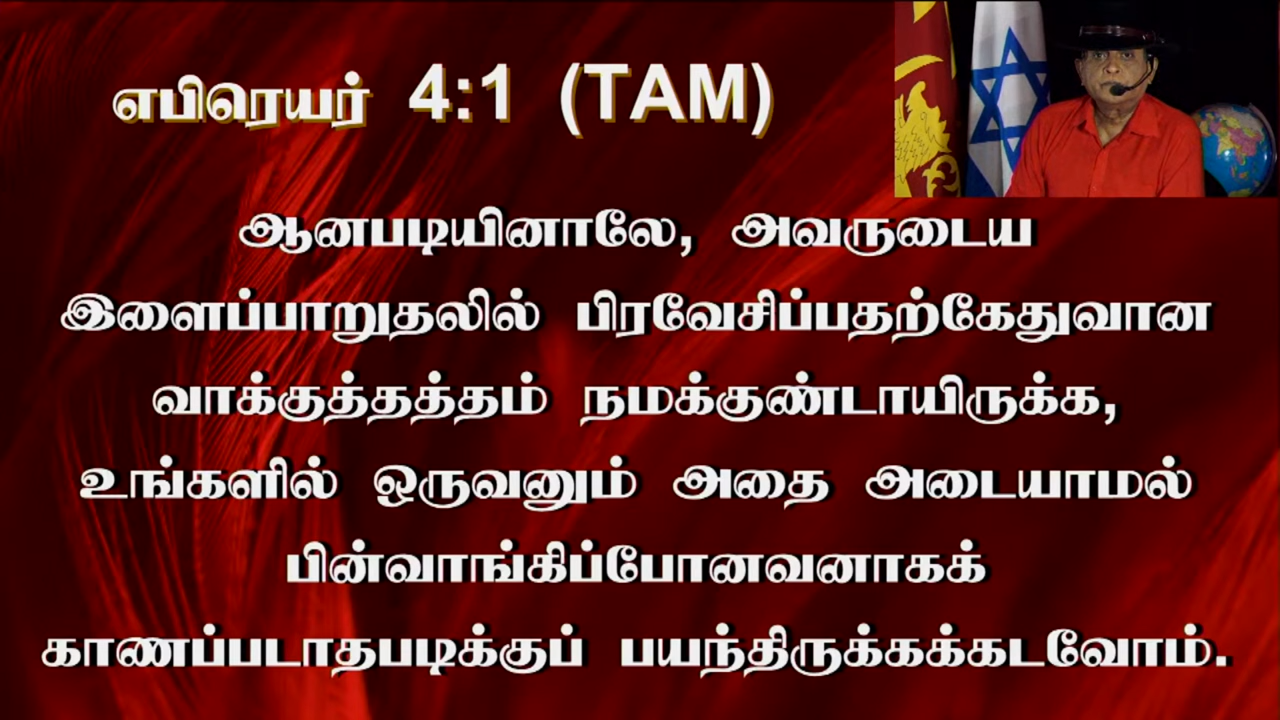 எபிரெயர் 4:1 (TAM)
ஆனபடியினாலே, அவருடைய
இளைப்பாறுதலில் பிரவேசிப்பதற்கேதுவான
வாக்குத்தத்தம் நமக்குண்டாயிருக்க,
உங்களில் ஒருவனும் அதை அடையாமல்
பின்வாங்கிப்போனவனாகக்
காணப்படாதபடிக்குப் பயந்திருக்கக்கடவோம்.